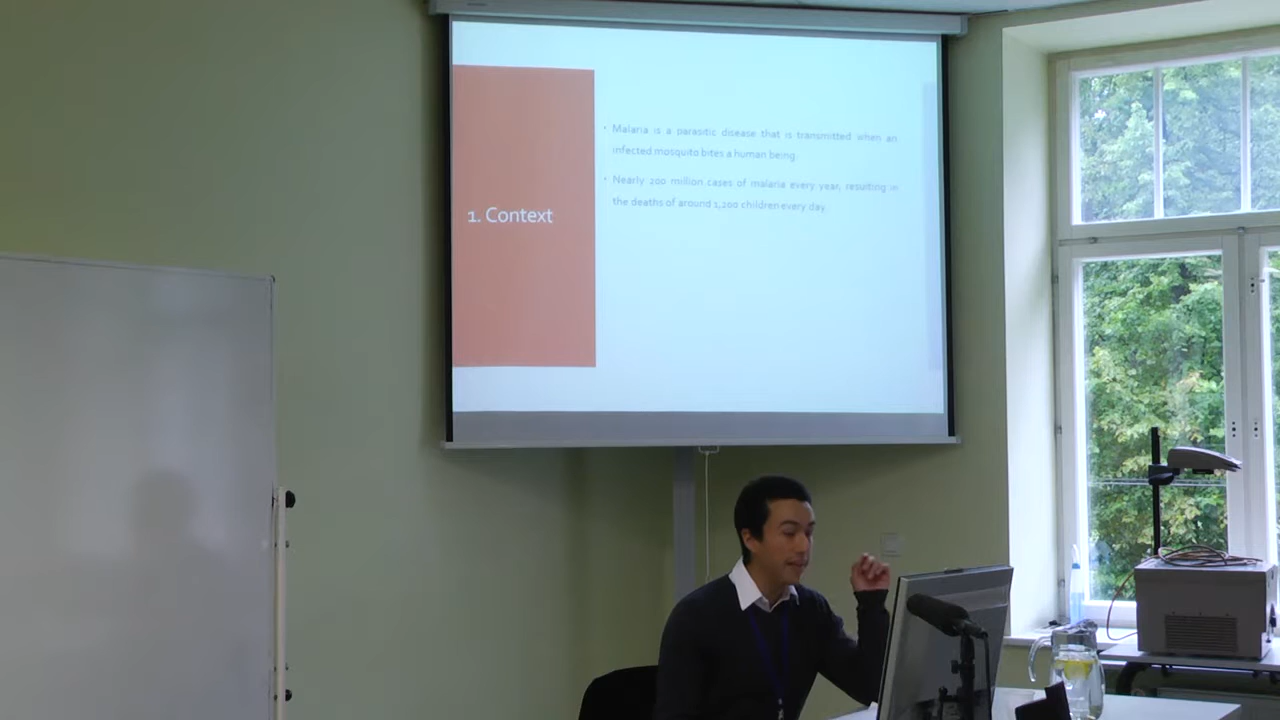 1. Context
• Malaria is a parasitic disease that is transmitted when an
infected mosquito bites a human being
• Nearly 200 million cases of malaria every year, resulting in
the deaths of around 1,200 children every day.